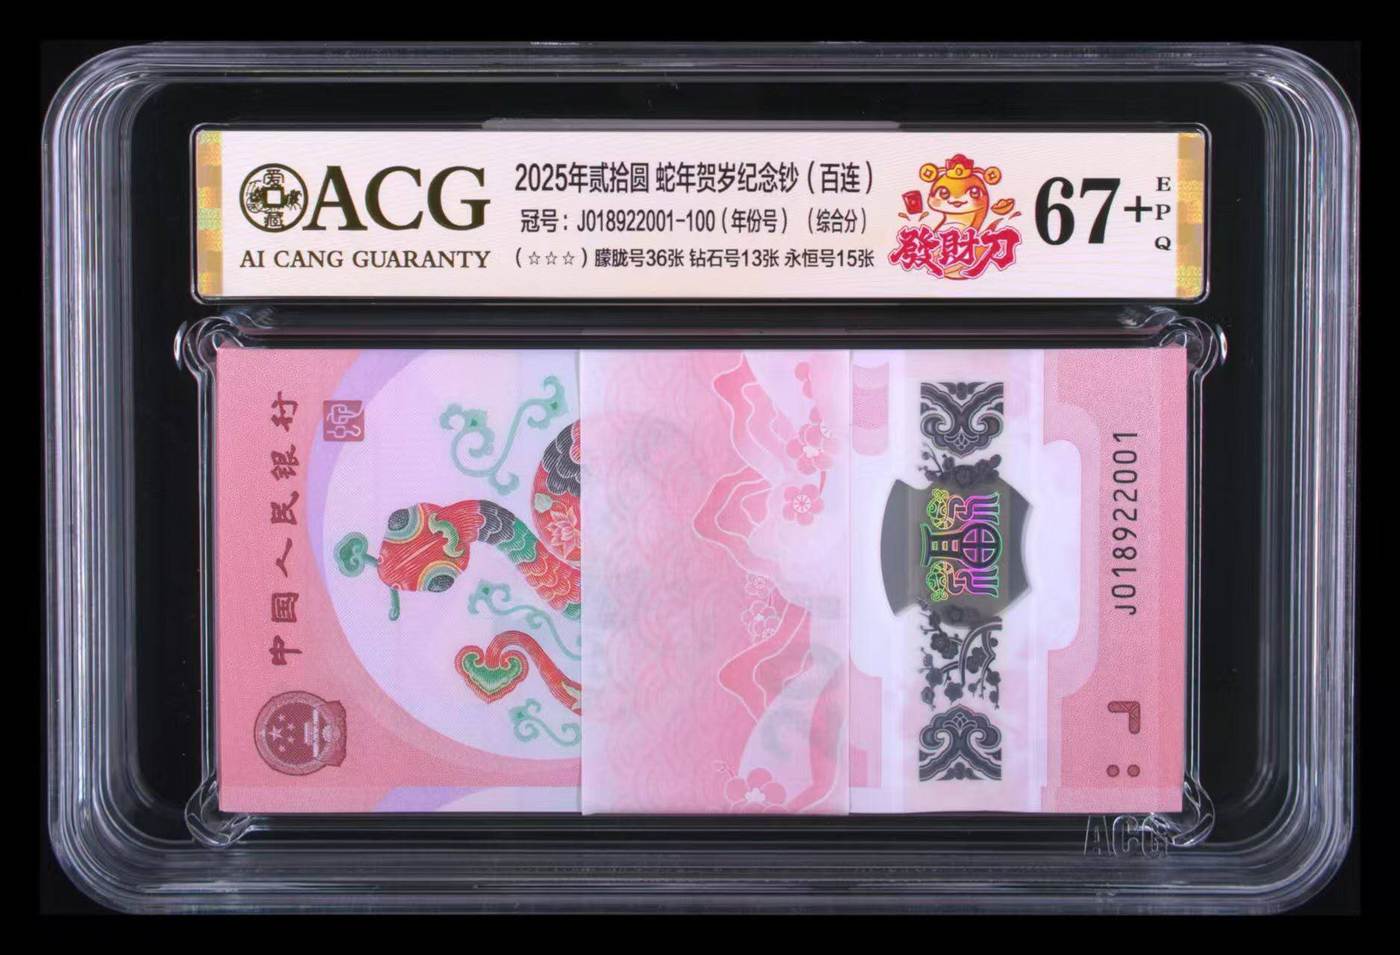 ACG
AI CANG GUARANTY
2025年贰拾圆 蛇年贺岁纪念钞（百连）
冠号：J018922001-100（年份号）（综合分）
（☆☆☆）朦胧号36张 钻石号13张 永恒号15张
發財刀
67+
EPQ
中国人民银行
福
J018922001
ACG